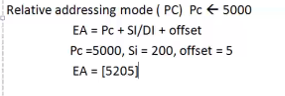 Relative addressing mode ( PC)  Pc ← 5000
EA = Pc + SI/DI + offset
Pc =5000, Si = 200, offset = 5
EA = [5205]